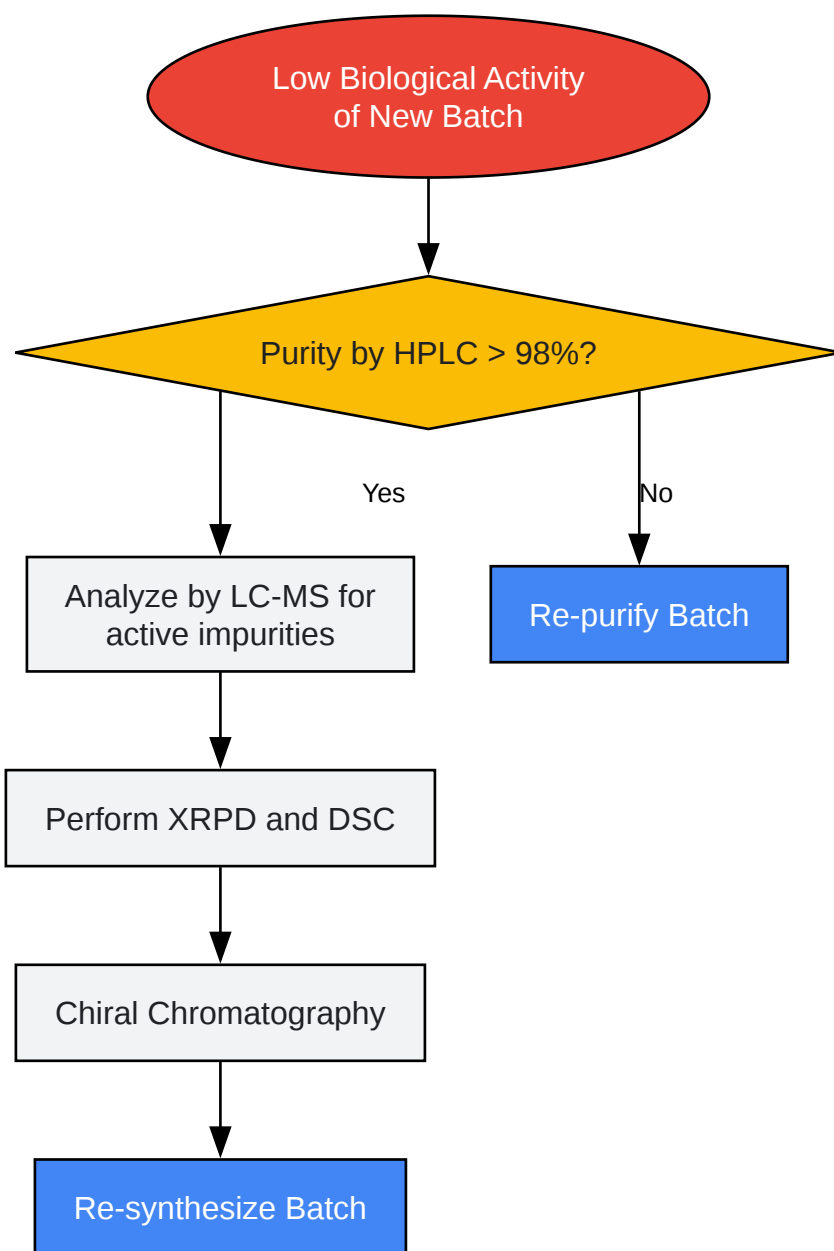 Low Biological Activity
of New Batch
Purity by HPLC > 98%?
Yes
No
Analyze by LC-MS for
active impurities
Re-purify Batch
Perform XRPD and DSC
Chiral Chromatography
Re-synthesize Batch